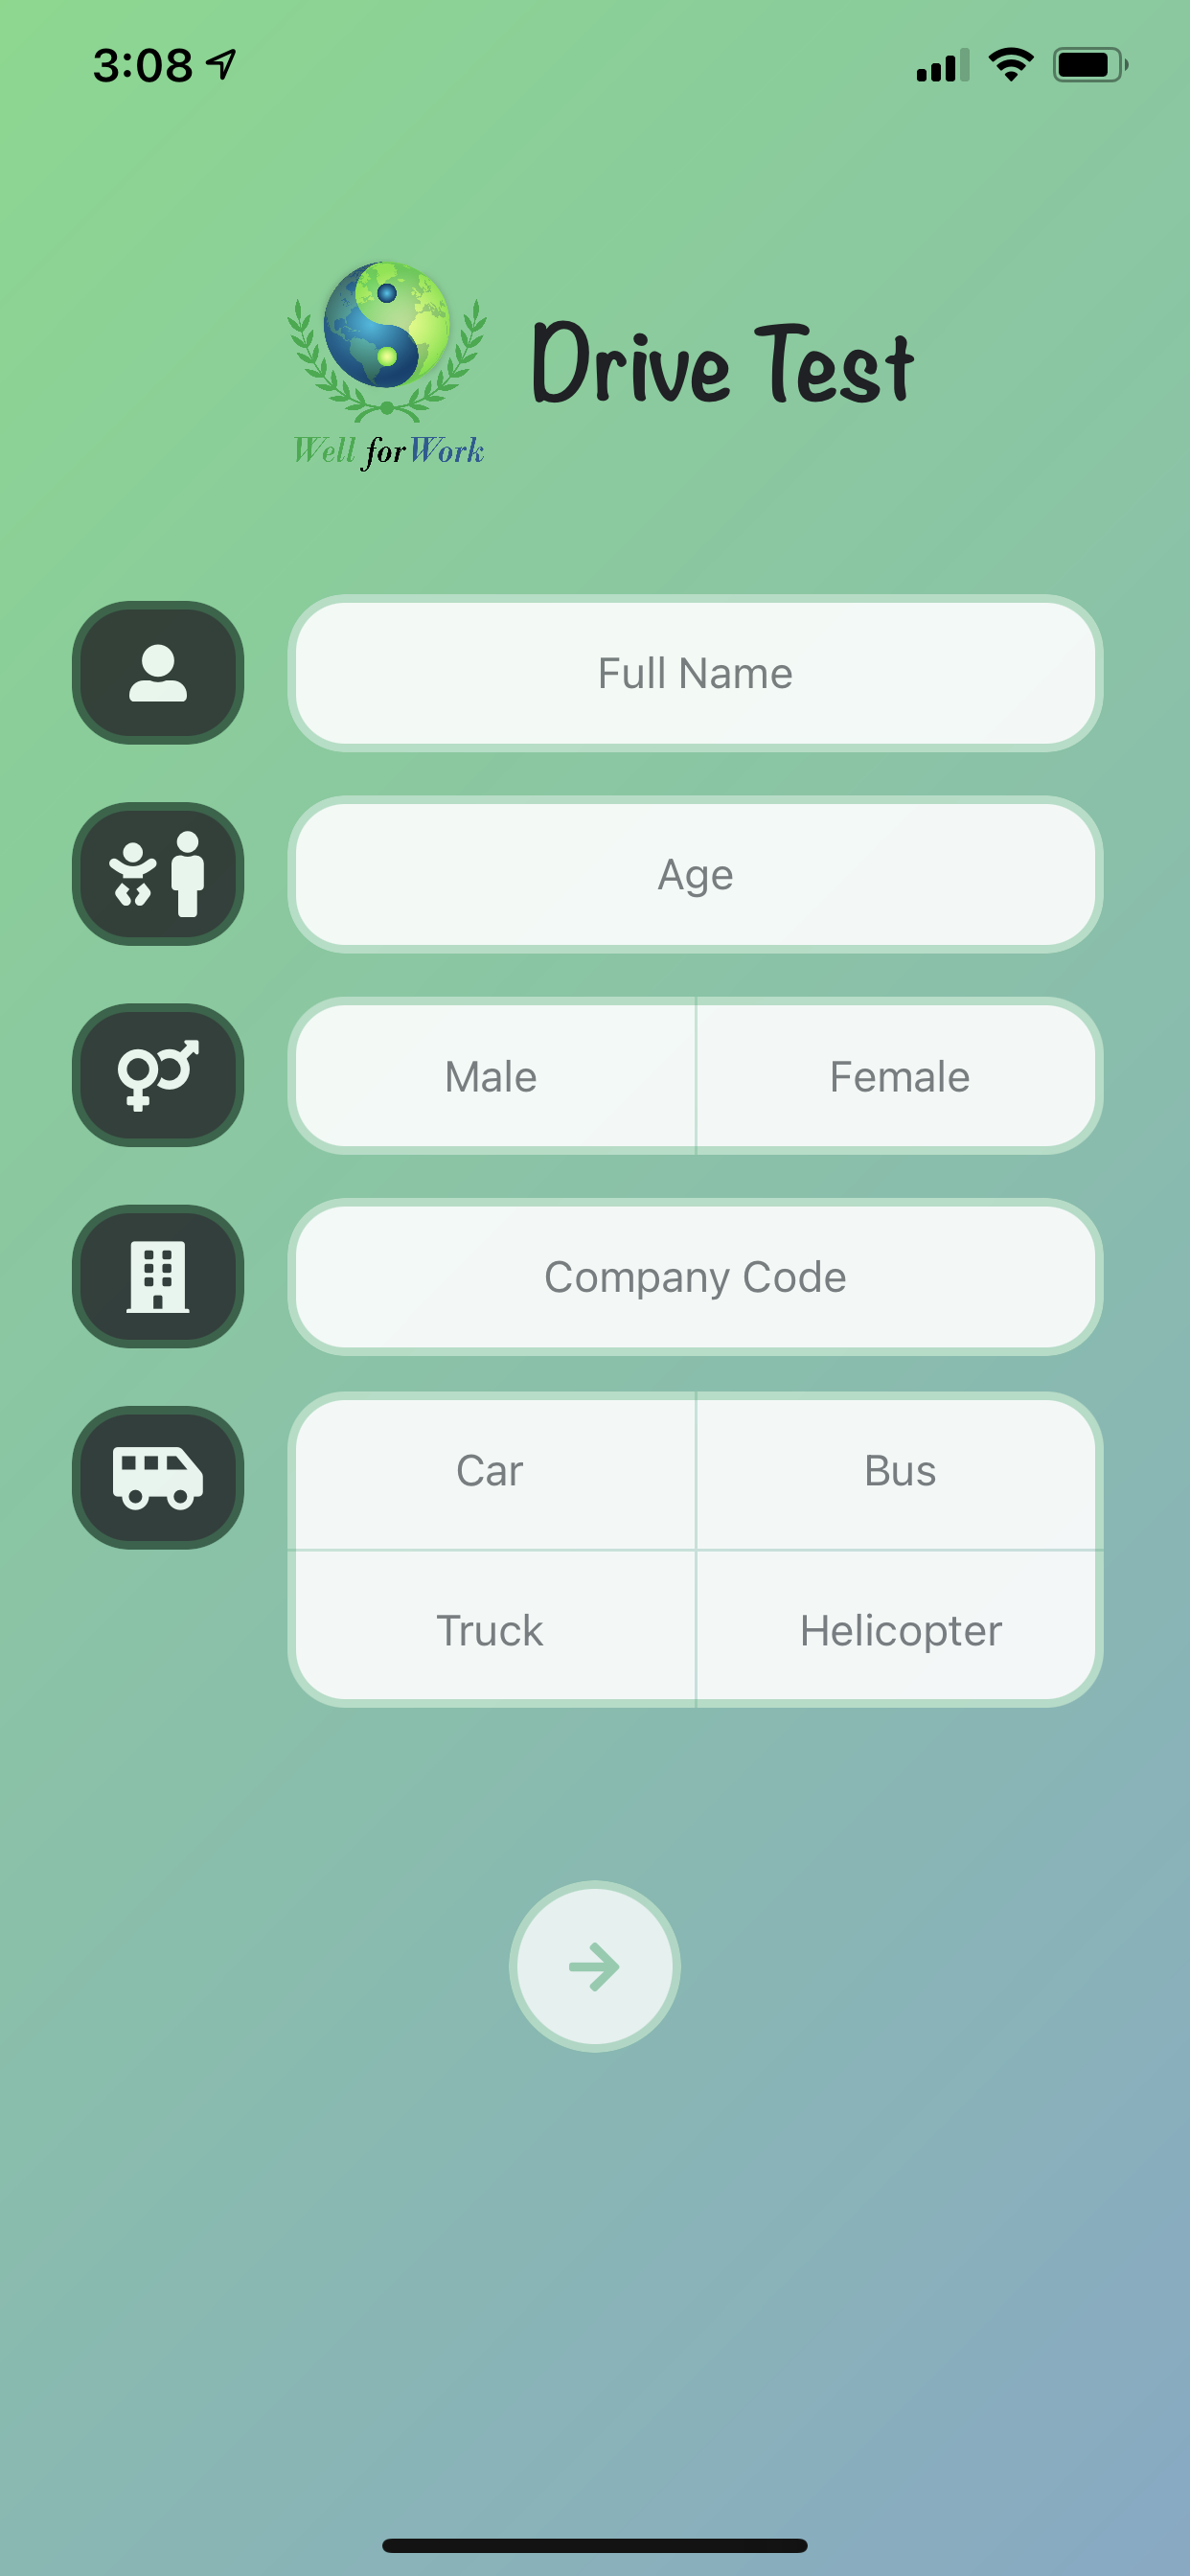 3:08
Drive Test
Well for Work
Full Name
Age
Male Female
Company Code
Car Bus
Truck Helicopter